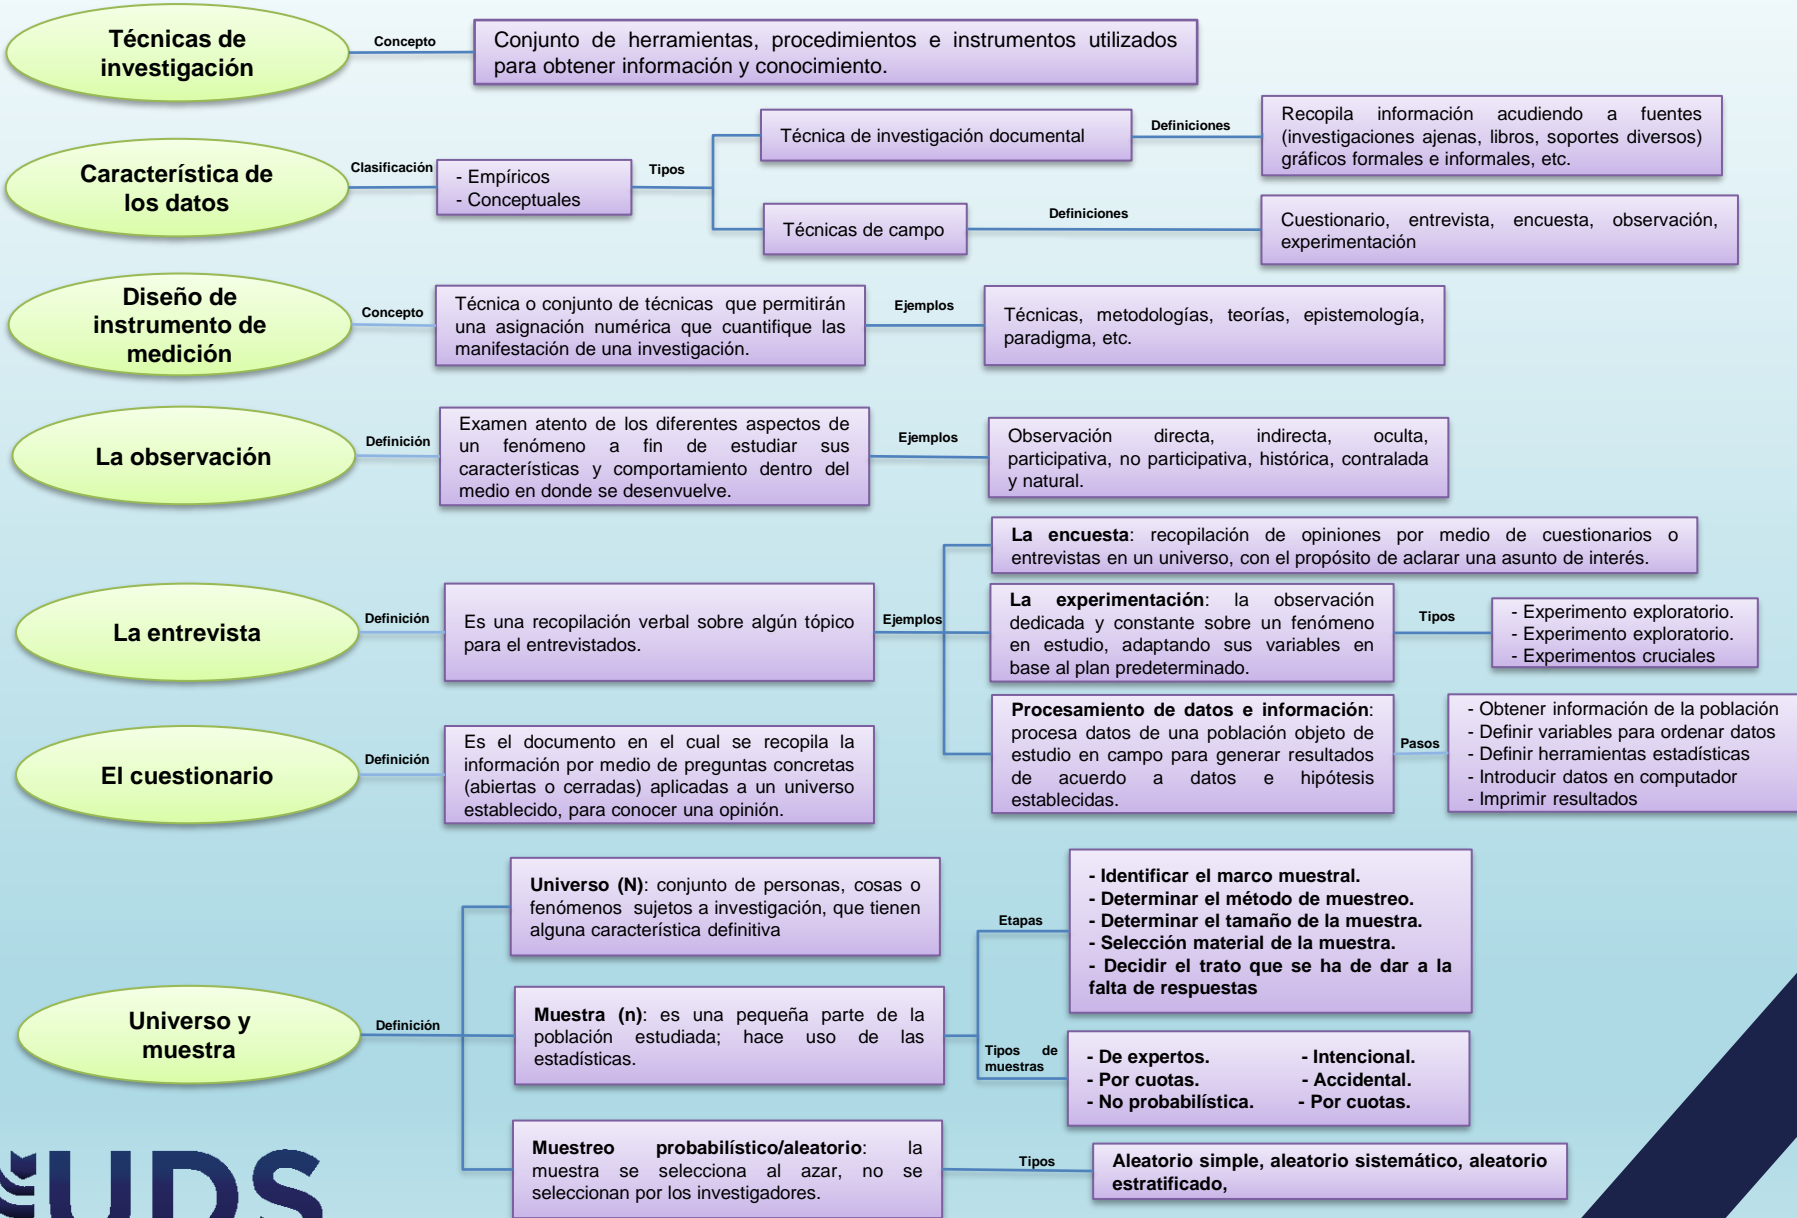 Técnicas de
investigación
Concepto
Conjunto de herramientas, procedimientos e instrumentos utilizados
para obtener información y conocimiento.
Característica de
los datos
Clasificación
- Empíricos
- Conceptuales
Tipos
Técnica de investigación documental
Definiciones
Recopila información acudiendo a fuentes
(investigaciones ajenas, libros, soportes diversos)
gráficos formales e informales, etc.
Técnicas de campo
Definiciones
Cuestionario, entrevista, encuesta, observación,
experimentación
Diseño de
instrumento de
medición
Concepto
Técnica o conjunto de técnicas que permitirán
una asignación numérica que cuantifique las
manifestación de una investigación.
Ejemplos
Técnicas, metodologías, teorías, epistemología,
paradigma, etc.
La observación
Definición
Examen atento de los diferentes aspectos de
un fenómeno a fin de estudiar sus
características y comportamiento dentro del
medio en donde se desenvuelve.
Ejemplos
Observación directa, indirecta, oculta,
participativa, no participativa, histórica, contralada
y natural.
La entrevista
Definición
Es una recopilación verbal sobre algún tópico
para el entrevistados.
Ejemplos
La encuesta: recopilación de opiniones por medio de cuestionarios o
entrevistas en un universo, con el propósito de aclarar una asunto de interés.
La experimentación: la observación
dedicada y constante sobre un fenómeno
en estudio, adaptando sus variables en
base al plan predeterminado.
Tipos
- Experimento exploratorio.
- Experimento exploratorio.
- Experimentos cruciales
Procesamiento de datos e información:
procesa datos de una población objeto de
estudio en campo para generar resultados
de acuerdo a datos e hipótesis
establecidas.
Pasos
- Obtener información de la población
- Definir variables para ordenar datos
- Definir herramientas estadísticas
- Introducir datos en computador
- Imprimir resultados
El cuestionario
Definición
Es el documento en el cual se recopila la
información por medio de preguntas concretas
(abiertas o cerradas) aplicadas a un universo
establecido, para conocer una opinión.
Universo y
muestra
Definición
Universo (N): conjunto de personas, cosas o
fenómenos sujetos a investigación, que tienen
alguna característica definitiva
Muestra (n): es una pequeña parte de la
población estudiada; hace uso de las
estadísticas.
Etapas
- Identificar el marco muestral.
- Determinar el método de muestreo.
- Determinar el tamaño de la muestra.
- Selección material de la muestra.
- Decidir el trato que se ha de dar a la
falta de respuestas
Tipos de
muestras
- De expertos. - Intencional.
- Por cuotas. - Accidental.
- No probabilística. - Por cuotas.
Muestreo probabilístico/aleatorio: la
muestra se selecciona al azar, no se
seleccionan por los investigadores.
Tipos
Aleatorio simple, aleatorio sistemático, aleatorio
estratificado,
UDS